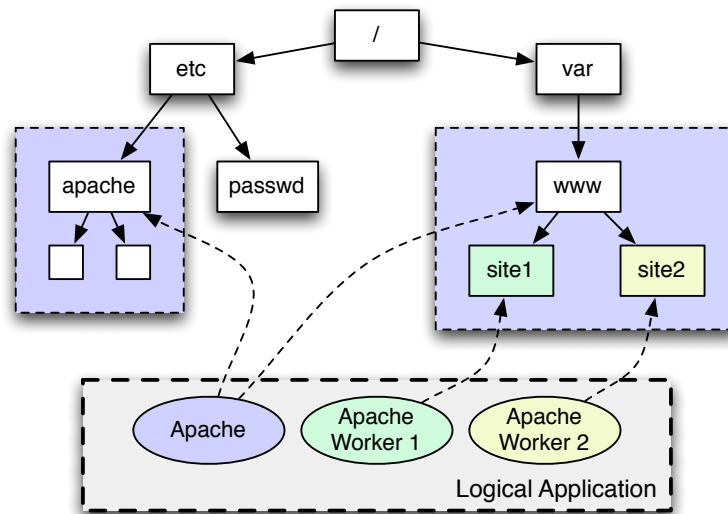 /
etc
var
apache
passwd
www
site1
site2
Apache
Apache
Worker 1
Apache
Worker 2
Logical Application